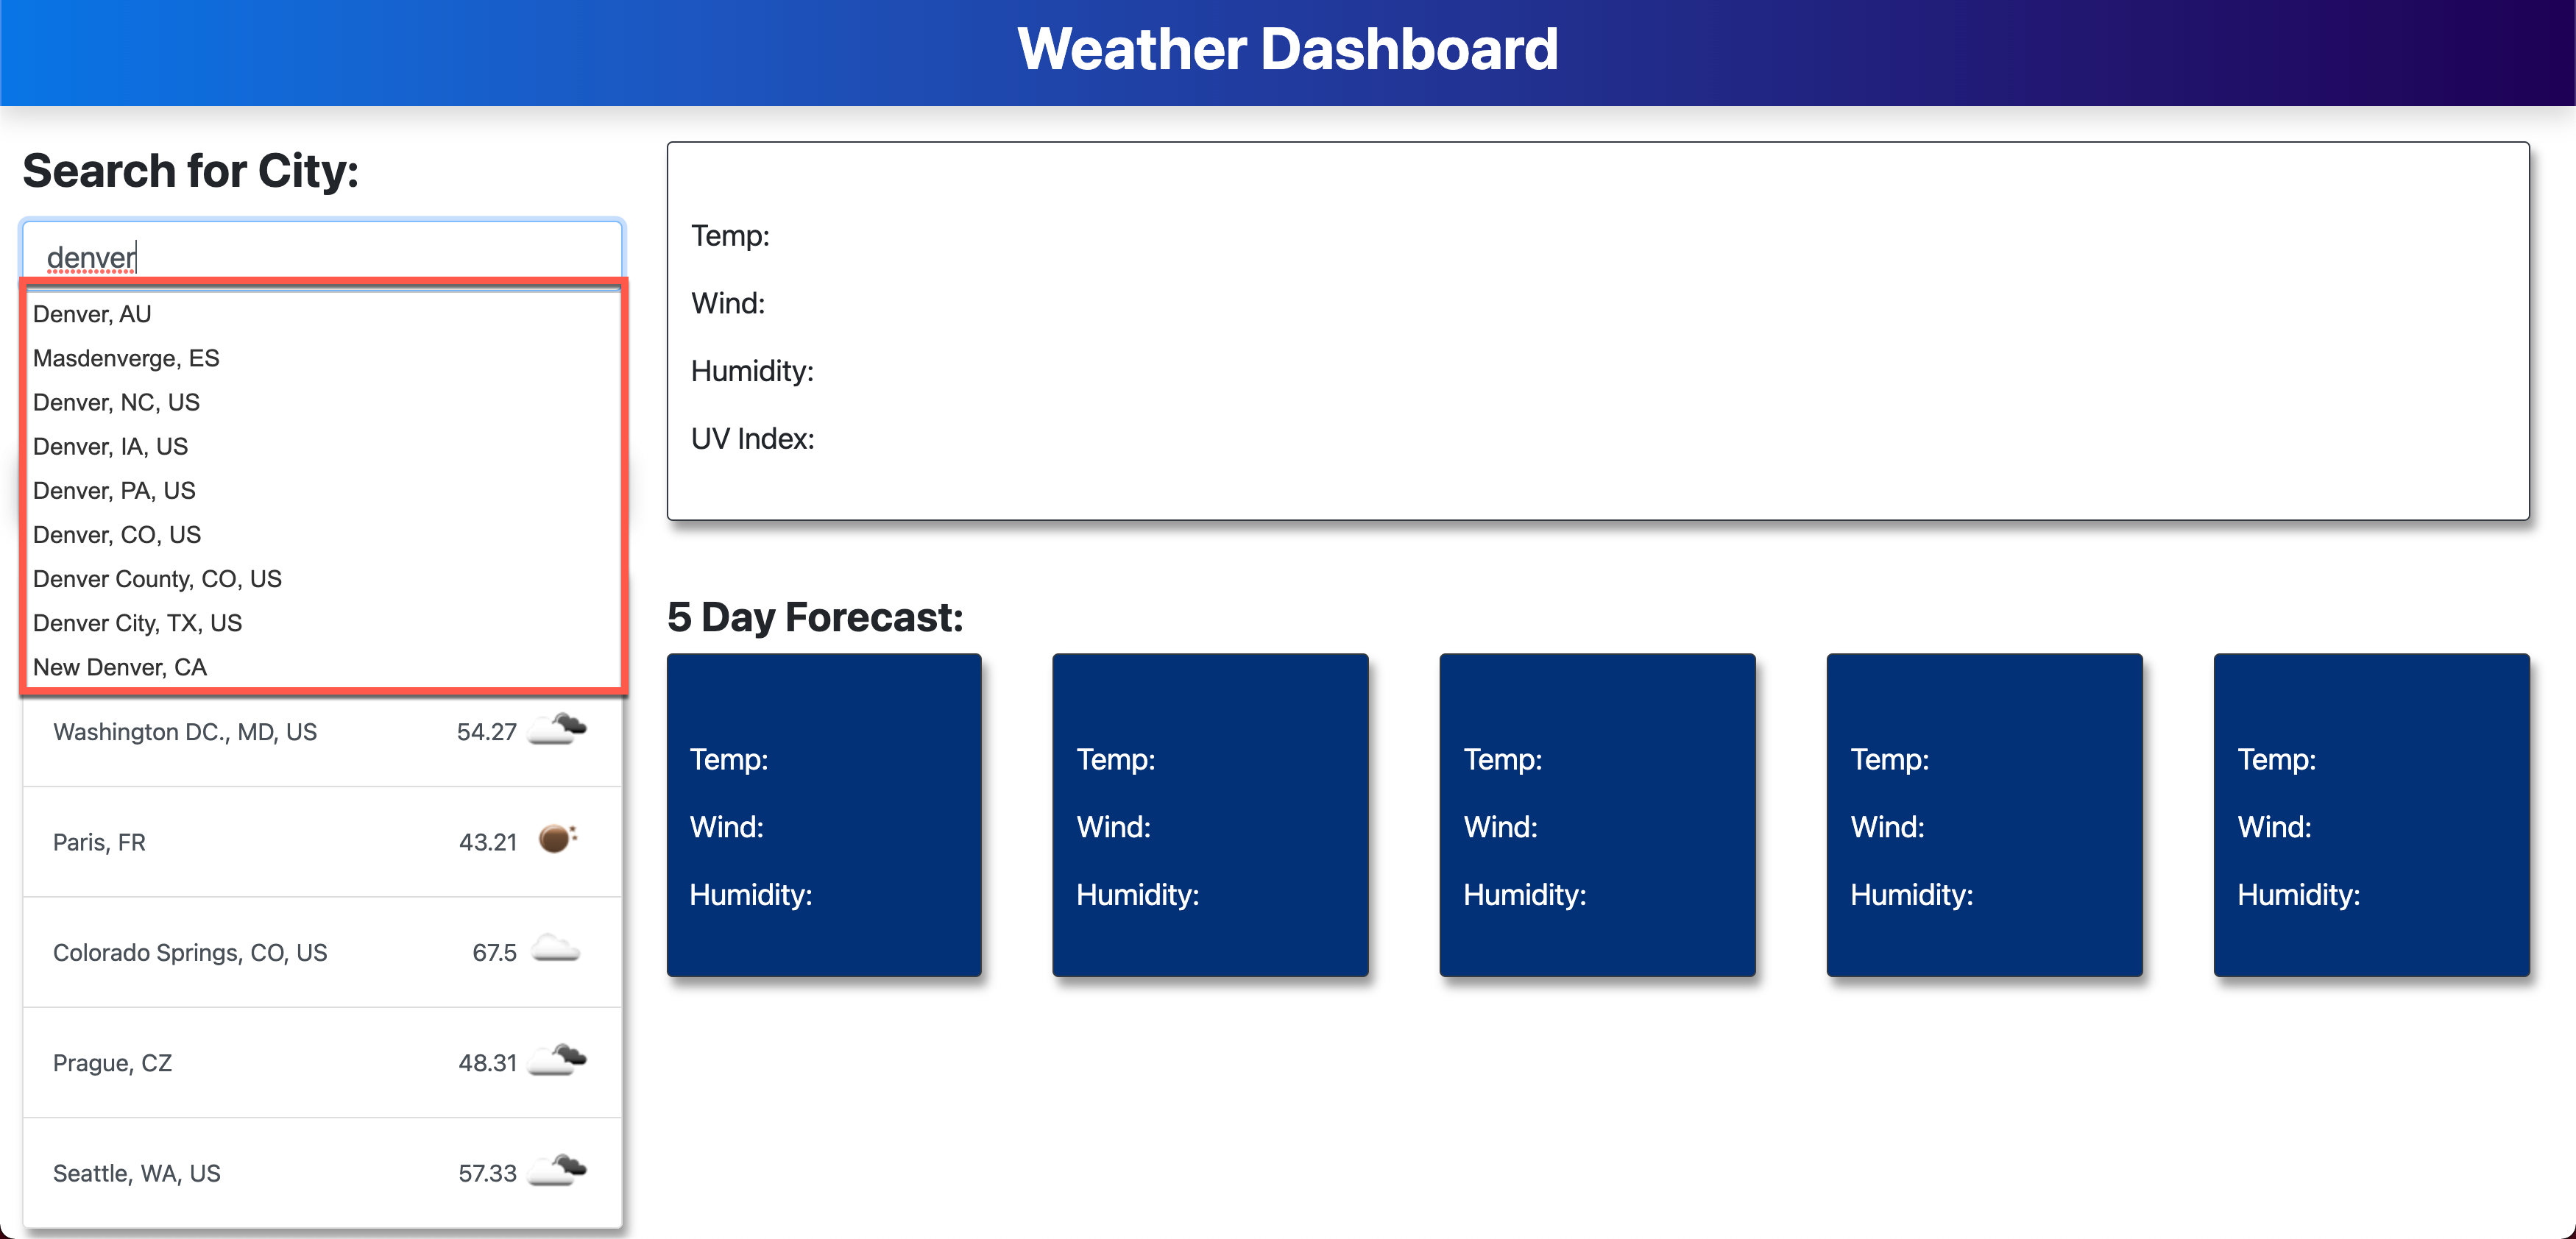 Weather Dashboard
Search for City:
denver
Denver, AU
Masdenverge, ES
Denver, NC, US
Denver, IA, US
Denver, PA, US
Denver, CO, US
Denver County, CO, US
Denver City, TX, US
New Denver, CA
Washington DC., MD, US 54.27
Paris, FR 43.21
Colorado Springs, CO, US 67.5
Prague, CZ 48.31
Seattle, WA, US 57.33
Temp:
Wind:
Humidity:
UV Index:
5 Day Forecast:
Temp:
Wind:
Humidity:
Temp:
Wind:
Humidity:
Temp:
Wind:
Humidity:
Temp:
Wind:
Humidity:
Temp:
Wind:
Humidity: